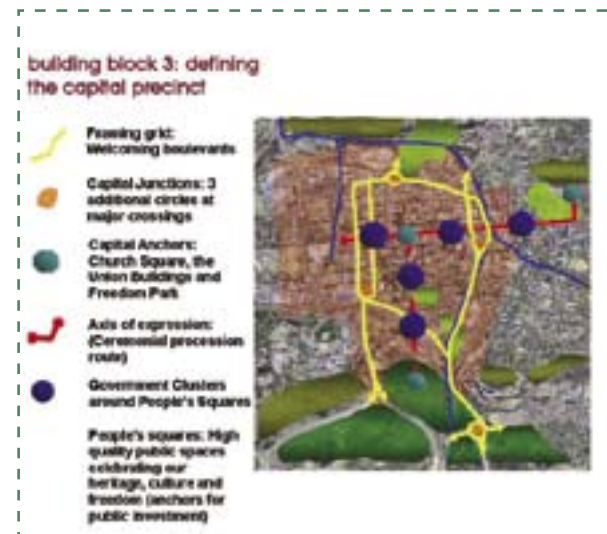 building block 3: defining
the capital precinct
Framing grid:
Welcoming boulevards
Capital Junctions: 3
additional circles at
major crossings
Capital Anchors:
Church Square, the
Union Buildings and
Freedom Park
Axis of expression:
(Ceremonial procession
route)
Government Clusters
around People's Squares
People's squares: High
quality public spaces
celebrating our
heritage, culture and
freedom (anchors for
public investment)